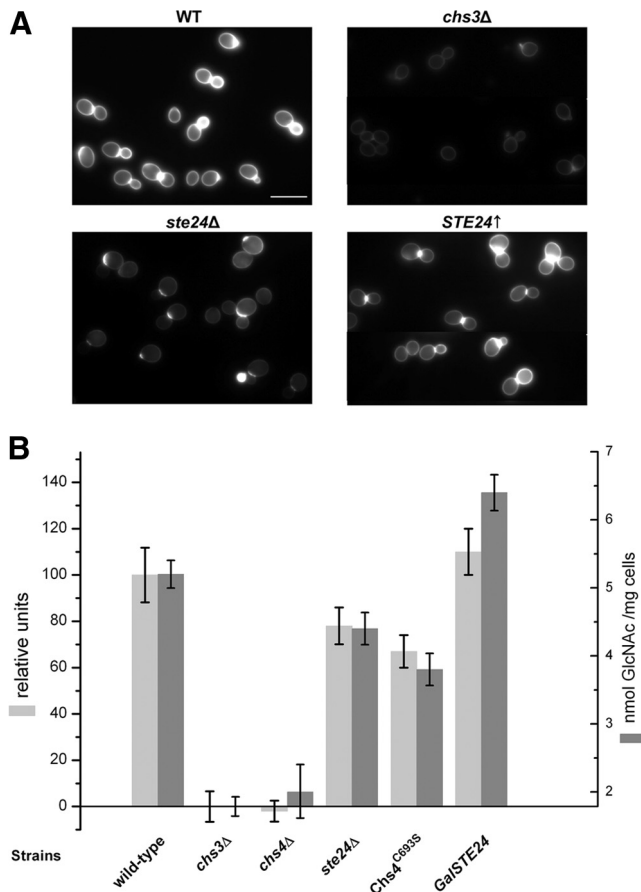 A
WT
chs3Δ
ste24Δ
STE24↑
B
relative units
140
120
100
80
60
40
20
0
7
6
5
4
3
2
nmol GlcNAc /mg cells
Strains
wild-type
chs3Δ
chs4Δ
ste24Δ
Chs4C693S
GalSTE24